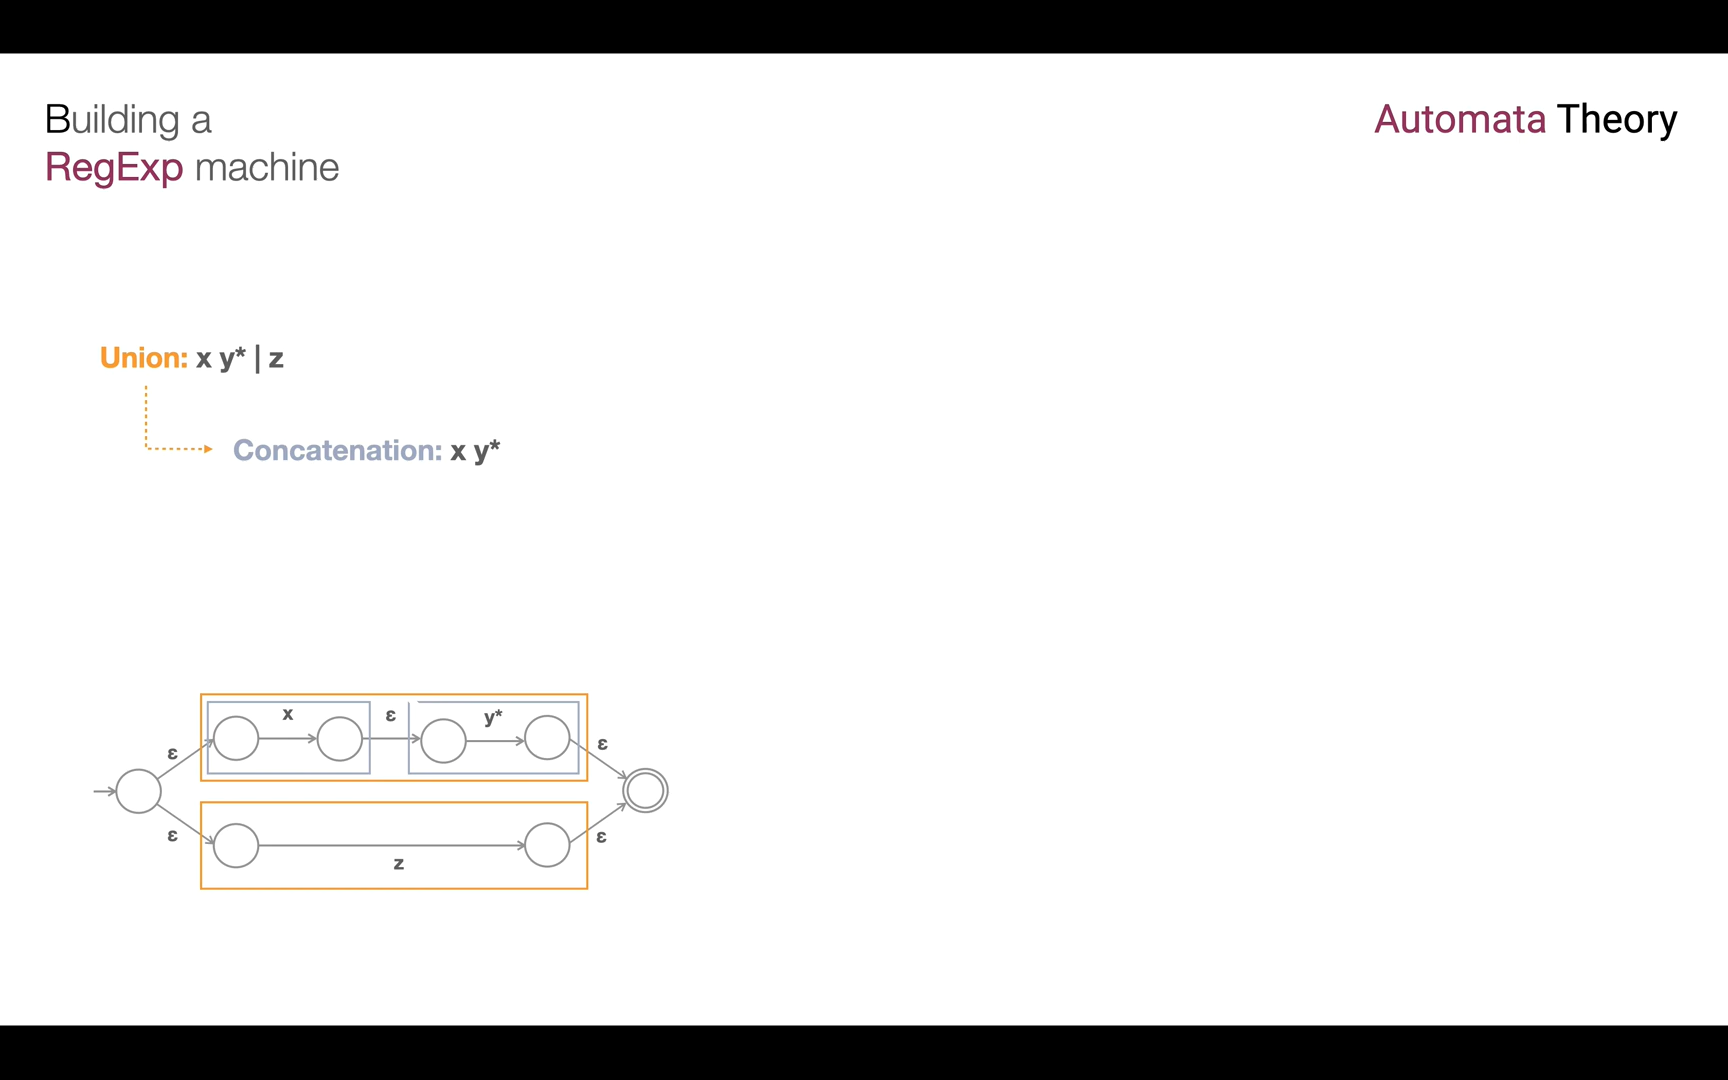 Building a
RegExp machine
Automata Theory
Union: x y* | z
Concatenation: x y*
x
ε
y*
ε
ε
ε
ε
z